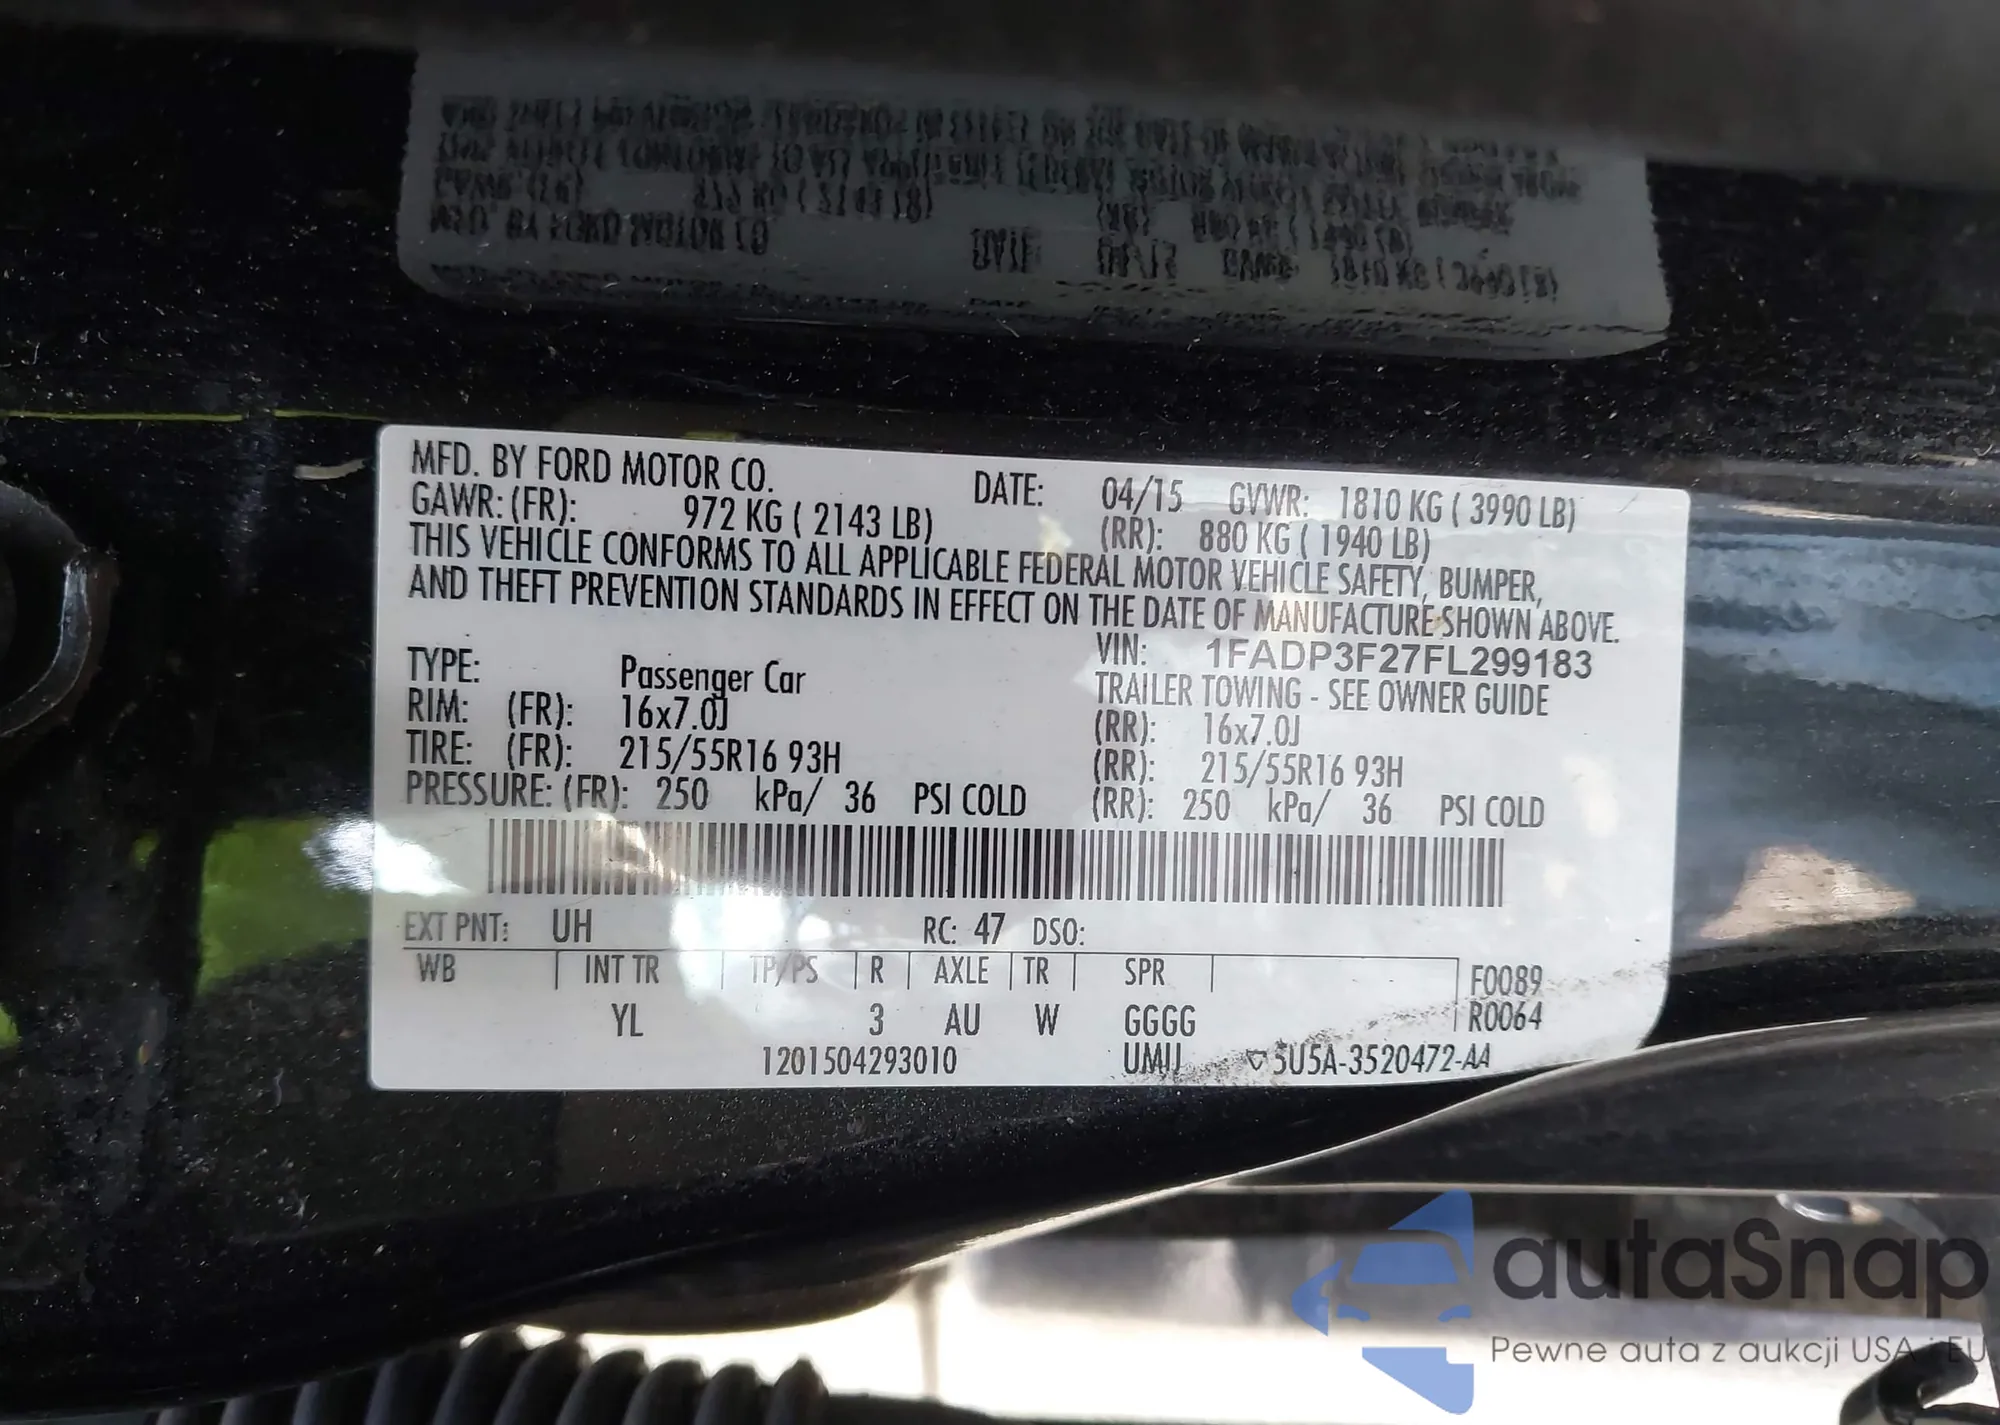 MFD. BY FORD MOTOR CO. DATE: 04/15 GVWR: 1810 KG ( 3990 LB)
GAWR: (FR): 972 KG ( 2143 LB) (RR): 880 KG ( 1940 LB)
THIS VEHICLE CONFORMS TO ALL APPLICABLE FEDERAL MOTOR VEHICLE SAFETY, BUMPER,
AND THEFT PREVENTION STANDARDS IN EFFECT ON THE DATE OF MANUFACTURE SHOWN ABOVE.
VIN: 1FADP3F27FL299183
TYPE: Passenger Car TRAILER TOWING - SEE OWNER GUIDE
RIM: (FR): 16x7.0J (RR): 16x7.0J
TIRE: (FR): 215/55R16 93H (RR): 215/55R16 93H
PRESSURE: (FR): 250 kPa/ 36 PSI COLD (RR): 250 kPa/ 36 PSI COLD
EXT PNT: UH RC: 47 DSO:
WB INT TR TP/PS R AXLE TR SPR F0089
YL 3 AU W GGGG R0064
1201504293010 UMIJ 5U5A-3520472-AA
autaSnap
Pewne auta z aukcji USA i EU